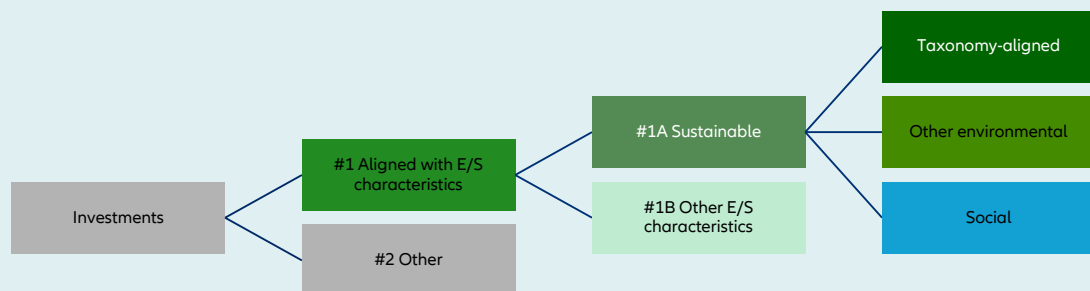 Investments
#1 Aligned with E/S
characteristics
#2 Other
#1A Sustainable
#1B Other E/S
characteristics
Taxonomy-aligned
Other environmental
Social